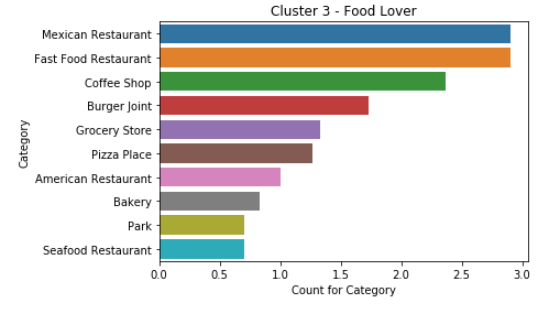 Cluster 3 - Food Lover
Category
Mexican Restaurant
Fast Food Restaurant
Coffee Shop
Burger Joint
Grocery Store
Pizza Place
American Restaurant
Bakery
Park
Seafood Restaurant
0.0 0.5 1.0 1.5 2.0 2.5 3.0
Count for Category